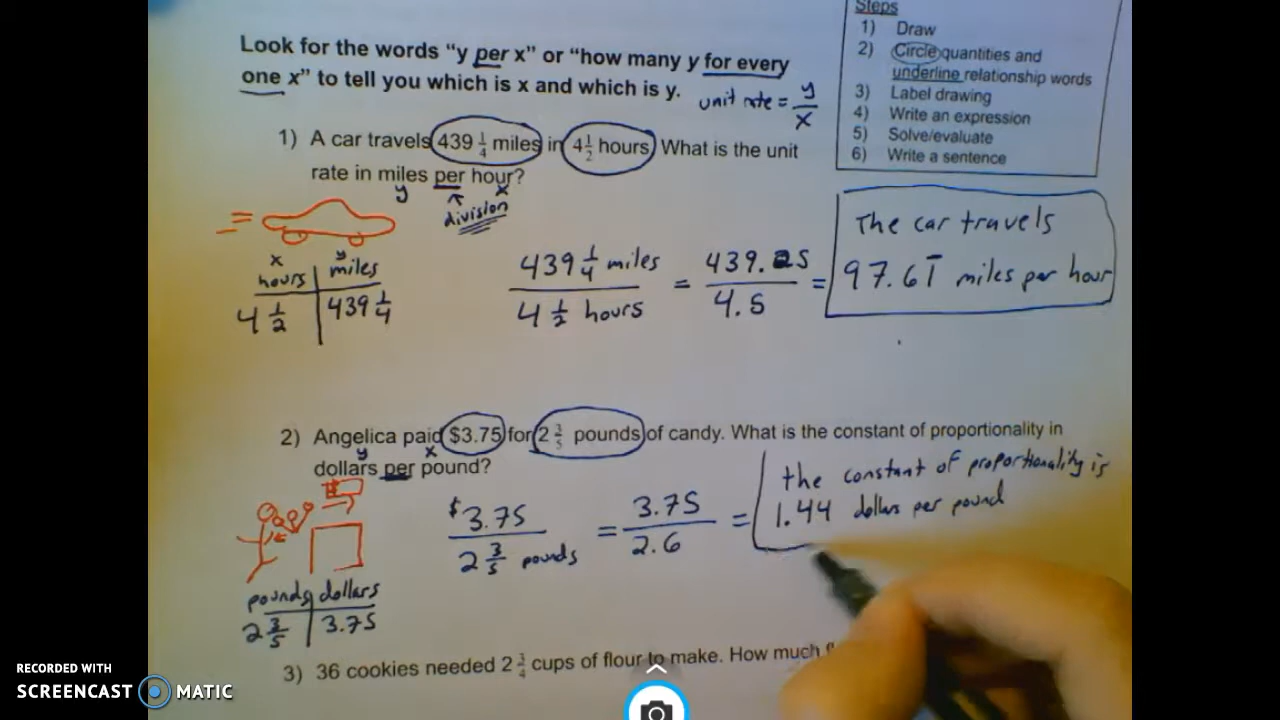 Steps
1) Draw
2) Circle quantities and
underline relationship words
3) Label drawing
4) Write an expression
5) Solve/evaluate
6) Write a sentence
Look for the words “y per x” or “how many y for every
one x” to tell you which is x and which is y.
unit rate = y/x
1) A car travels 439 1/4 miles in 4 1/2 hours. What is the unit
rate in miles per hour?
y x
division
x y
hours miles
4 1/2 439 1/4
439 1/4 miles / 4 1/2 hours = 439.25 / 4.5 =
The car travels
97.61̅ miles per hour
2) Angelica paid $3.75 for 2 3/5 pounds of candy. What is the constant of proportionality in
y x
dollars per pound?
$3.75 / 2 3/5 pounds = 3.75 / 2.6 =
the constant of proportionality is
1.44 dollars per pound
pounds dollars
2 3/5 3.75
3) 36 cookies needed 2 3/4 cups of flour to make. How much
RECORDED WITH
SCREENCAST MATIC